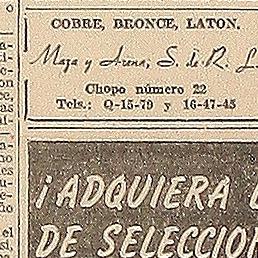 COBRE, BRONCE, LATON.
Maza y Arena, S. de R. L
Chopo número 22
Tels.: Q-15-79 y 16-47-45
¡ADQUIERA
DE SELECCION